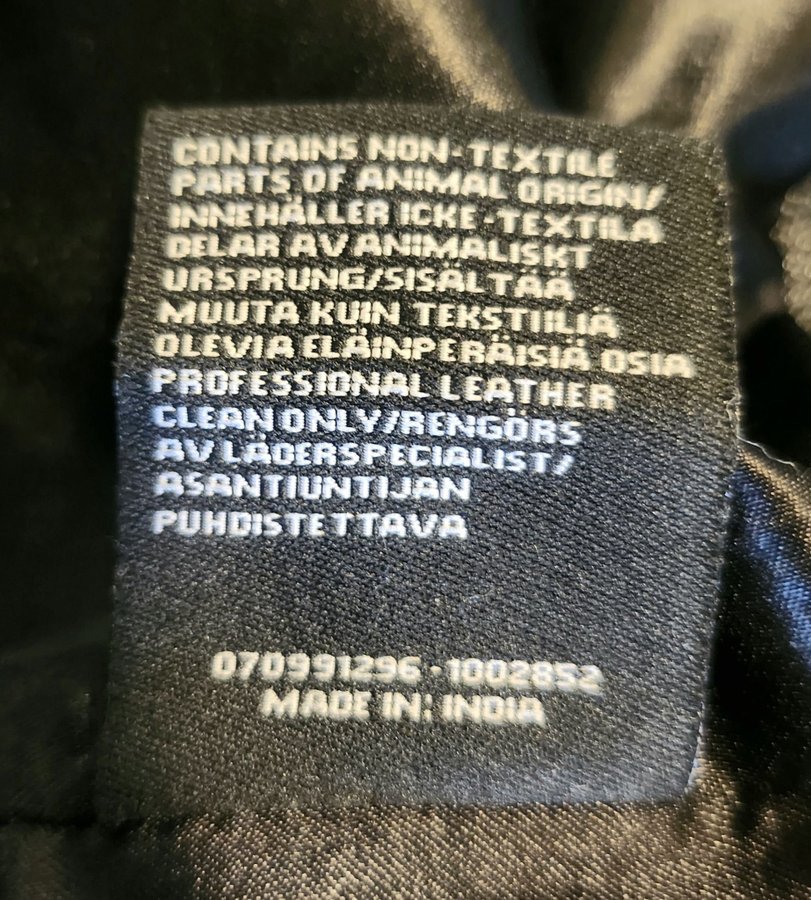 CONTAINS NON-TEXTILE
PARTS OF ANIMAL ORIGIN/
INNEHÅLLER ICKE-TEXTILA
DELAR AV ANIMALISKT
URSPRUNG/SISÄLTÄÄ
MUUTA KUIN TEKSTIILIÄ
OLEVIA ELÄINPERÄISIÄ OSIA
PROFESSIONAL LEATHER
CLEAN ONLY/RENGÖRS
AV LÄDERSPECIALIST/
ASANTIUNTIJAN
PUHDISTETTAVA
070991296-1002852
MADE IN: INDIA